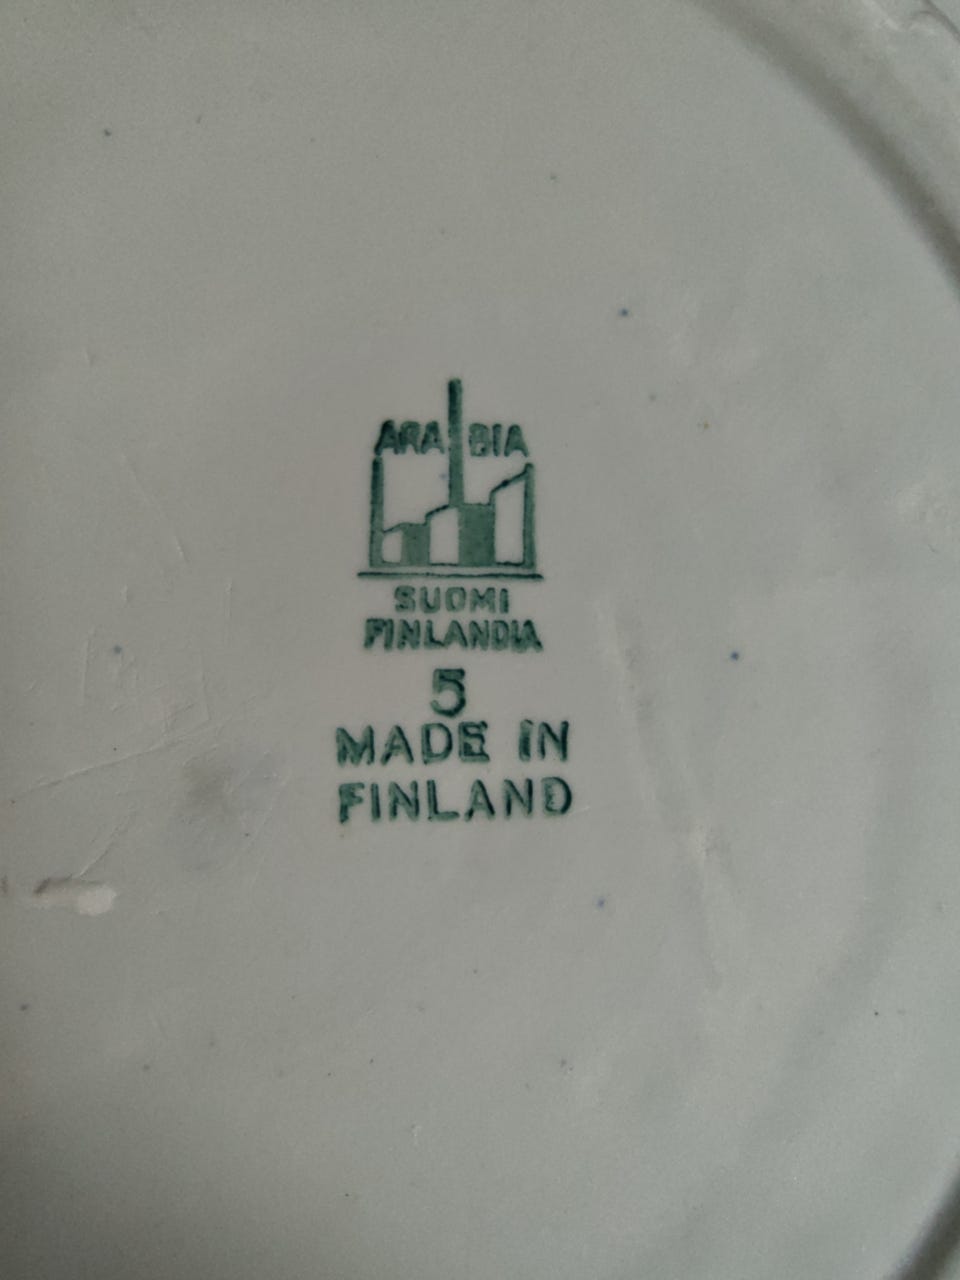 ARABIA
SUOMI
FINLANDIA
5
MADE IN
FINLAND